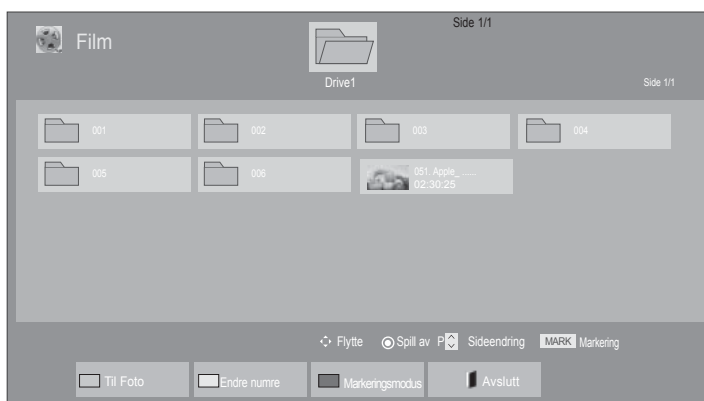 Side 1/1
Film
Drive1
Side 1/1
001 002 003 004
005 006 051. Apple_ ......
02:30.25
Flytte Spill av P Sideendring MARK Markering
Til Foto Endre numre Markeringsmodus Avslutt